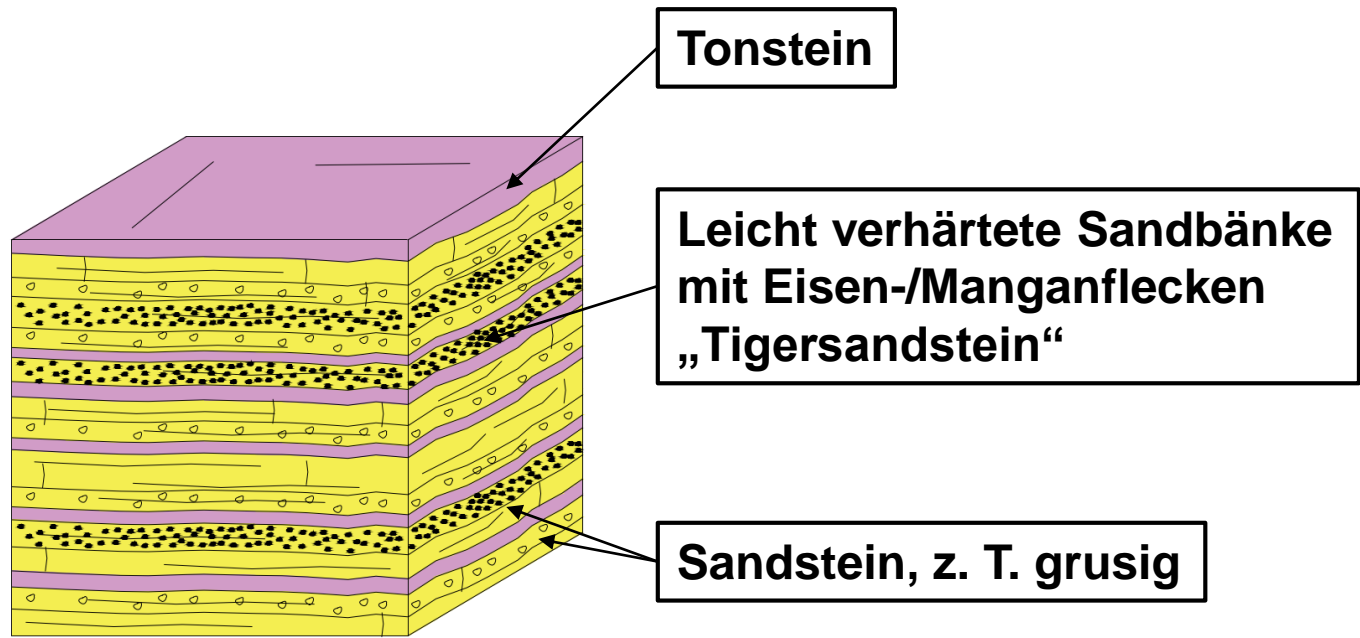 Tonstein
Leicht verhärtete Sandbänke
mit Eisen-/Manganflecken
„Tigersandstein“
Sandstein, z. T. grusig